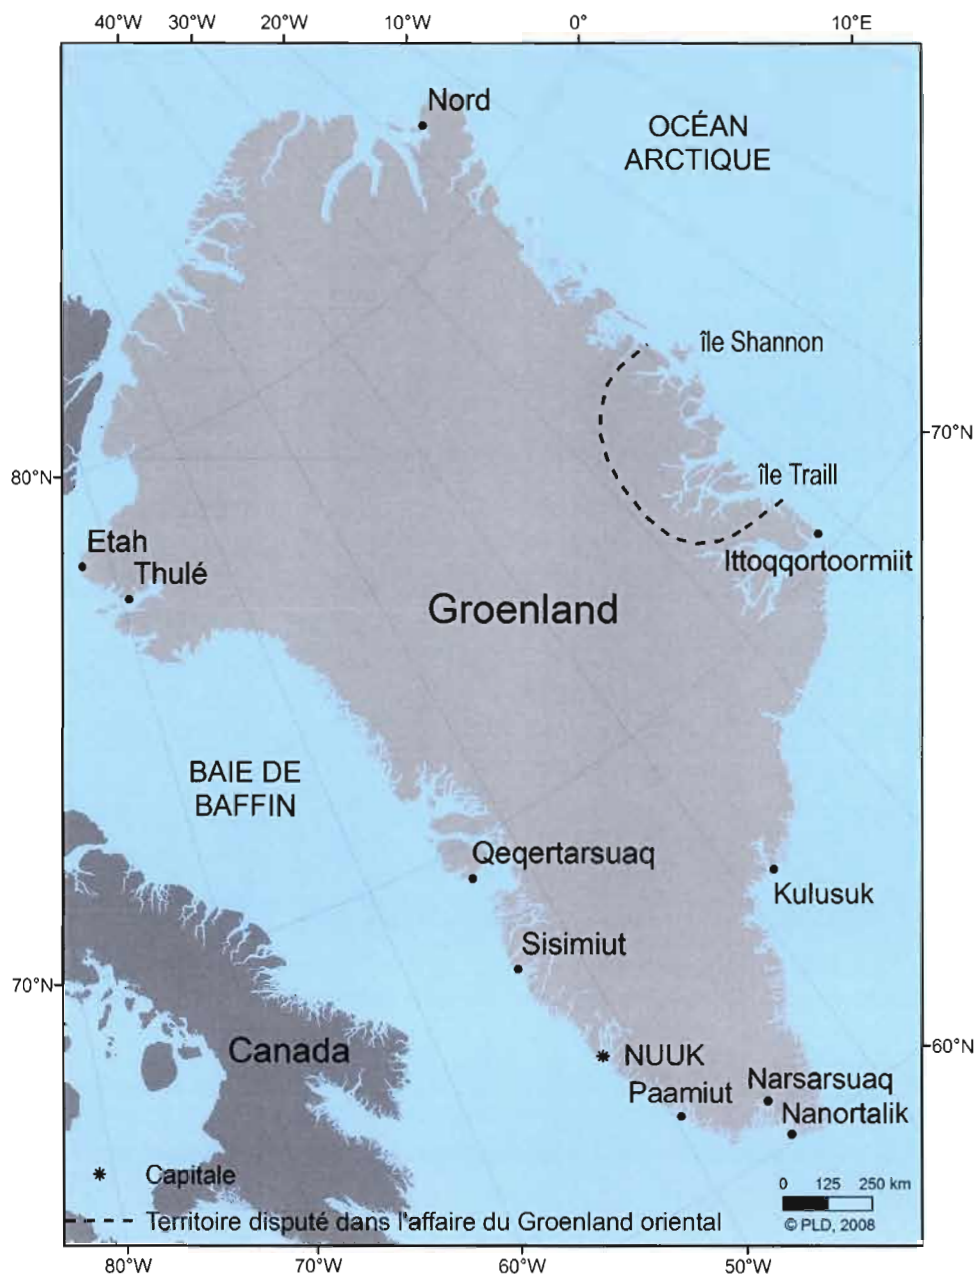 40°W 30°W 20°W 10°W 0° 10°E
Nord
OCÉAN
ARCTIQUE
île Shannon
70°N
80°N
île Traill
Etah
Thulé
Ittoqqortoormiit
Groenland
BAIE DE
BAFFIN
Qeqertarsuaq
Kulusuk
Sisimiut
70°N
Canada
NUUK
60°N
Paamiut
Narsarsuaq
Nanortalik
Capitale
0 125 250 km
Territoire disputé dans l'affaire du Groenland oriental
© PLD, 2008
80°W 70°W 60°W 50°W